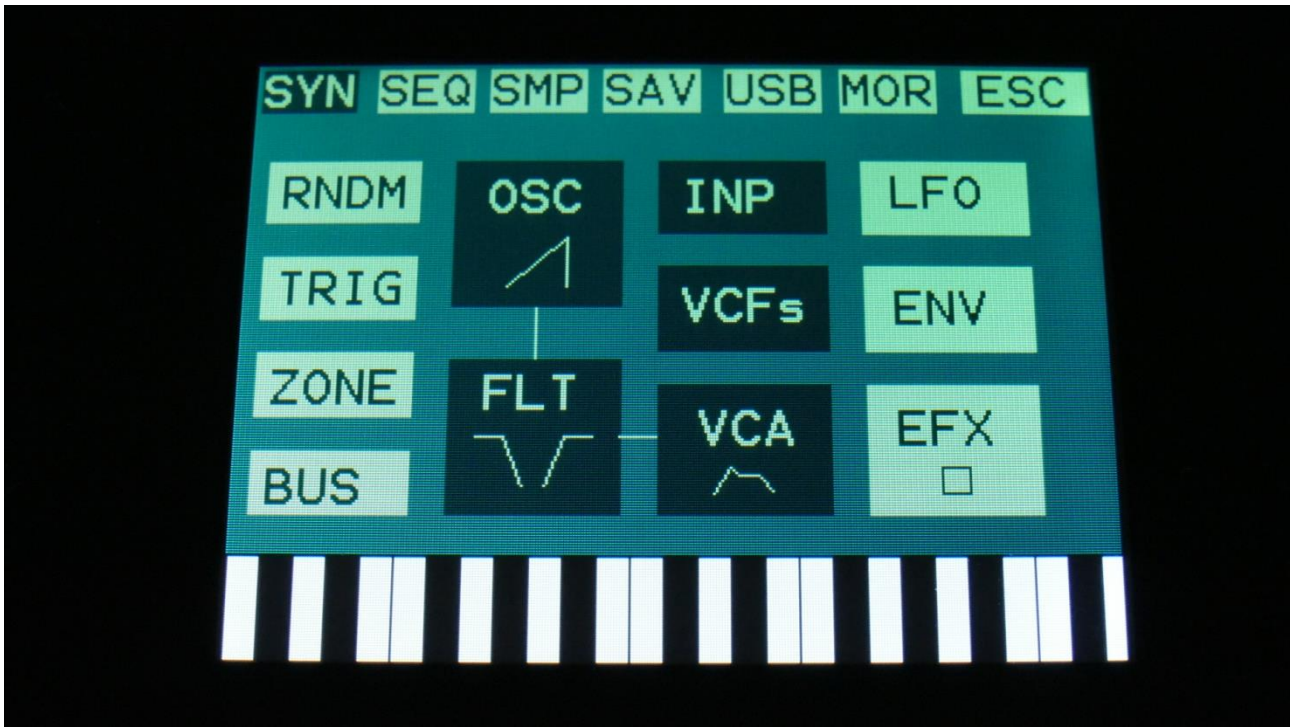 SYN SEQ SMP SAV USB MOR ESC
RNDM OSC INP LFO
TRIG VCFs ENV
ZONE FLT VCA EFX
BUS